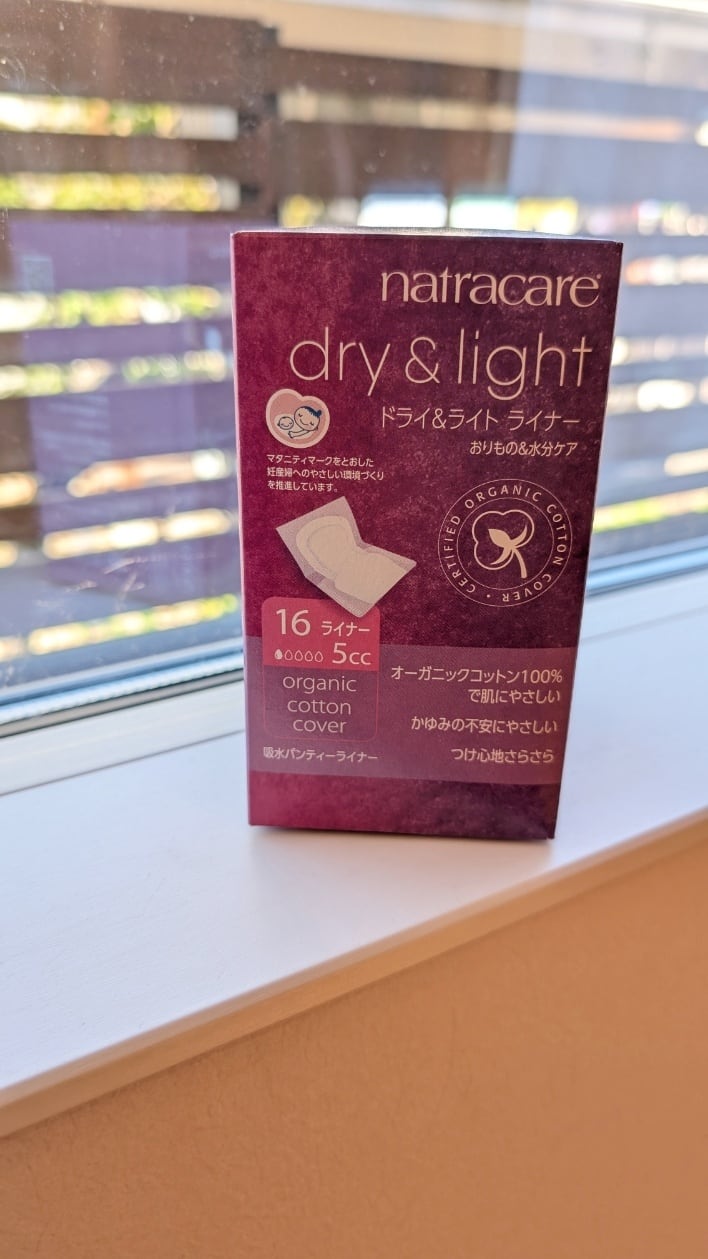 natracare
dry & light
ドライ&ライト ライナー
おりもの&水分ケア
マタニティマークをとおした
妊産婦へのやさしい環境づくり
を推進しています。
CERTIFIED ORGANIC COTTON COVER •
16 ライナー
5cc
organic
cotton
cover
吸水パンティーライナー
オーガニックコットン100%
で肌にやさしい
かゆみの不安にやさしい
つけ心地さらさら